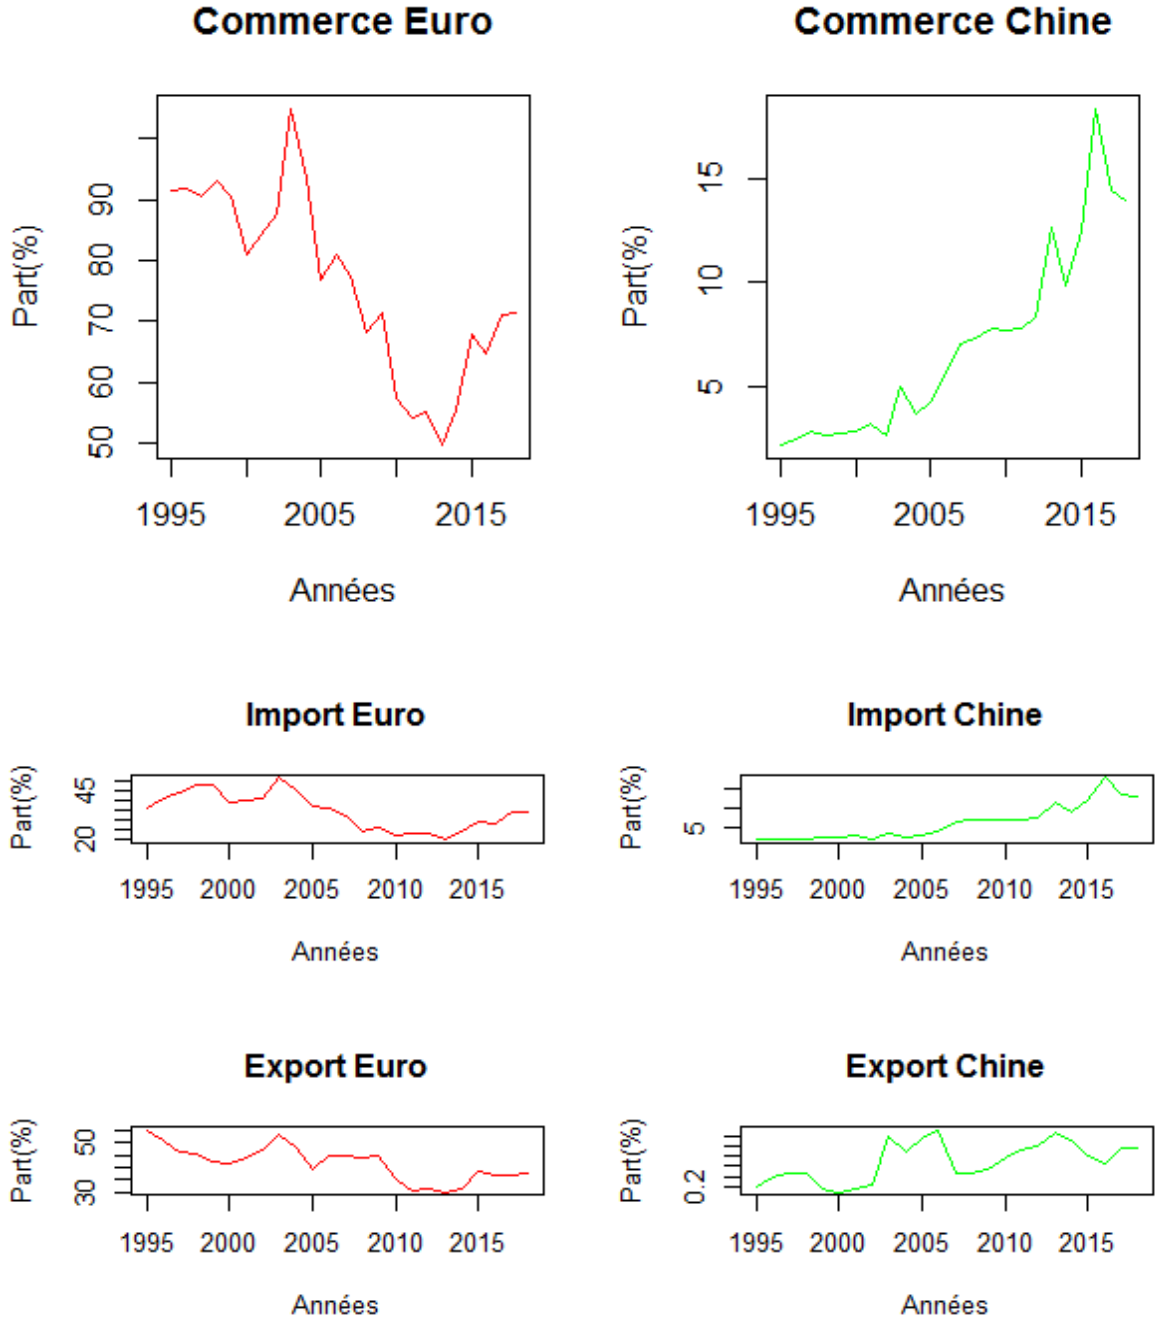 Commerce Euro
Part(%)
90
80
70
60
50
1995 2005 2015
Années
Commerce Chine
Part(%)
15
10
5
1995 2005 2015
Années
Import Euro
Part(%)
45
20
1995 2000 2005 2010 2015
Années
Import Chine
Part(%)
5
1995 2000 2005 2010 2015
Années
Export Euro
Part(%)
50
30
1995 2000 2005 2010 2015
Années
Export Chine
Part(%)
0.2
1995 2000 2005 2010 2015
Années